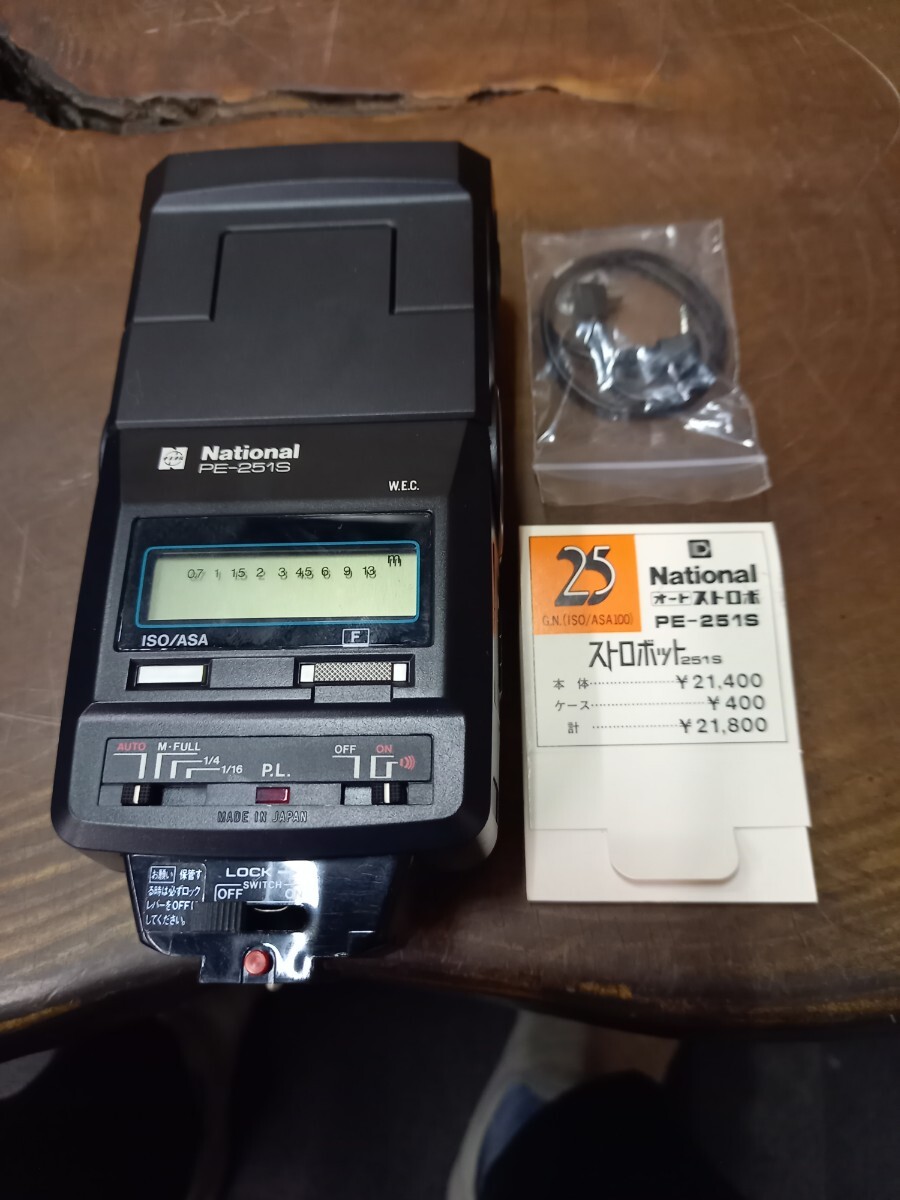 National
PE-251S
W.E.C.
0.7 1 1.5 2 3 4.5 6 9 13 m
ISO/ASA F
AUTO M-FULL
1/4
1/16
P.L.
OFF ON
MADE IN JAPAN
お願い 保管す
る時は必ずロック
レバーをOFFに
してください。
LOCK
SWITCH
OFF
25
G.N.(ISO/ASA100)
National
オートストロボ
PE-251S
ストロボット251S
本体……………¥21,400
ケース……………¥400
計……………¥21,800